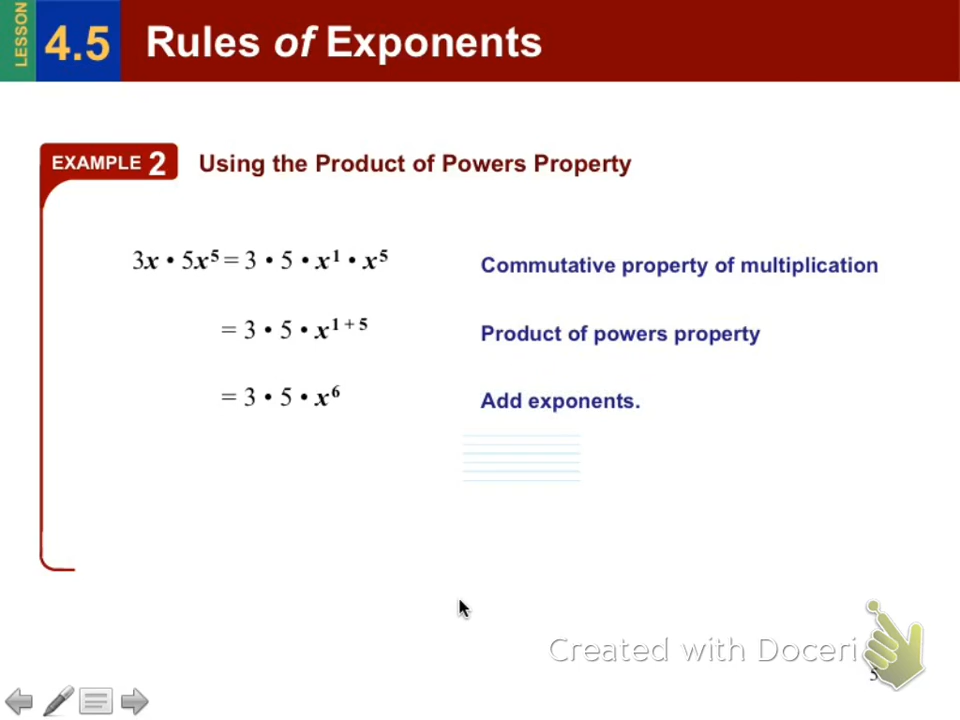 LESSON
4.5 Rules of Exponents
EXAMPLE 2 Using the Product of Powers Property
3x • 5x⁵ = 3 • 5 • x¹ • x⁵ Commutative property of multiplication
= 3 • 5 • x¹ ⁺ ⁵ Product of powers property
= 3 • 5 • x⁶ Add exponents.
Created with Doceri
5